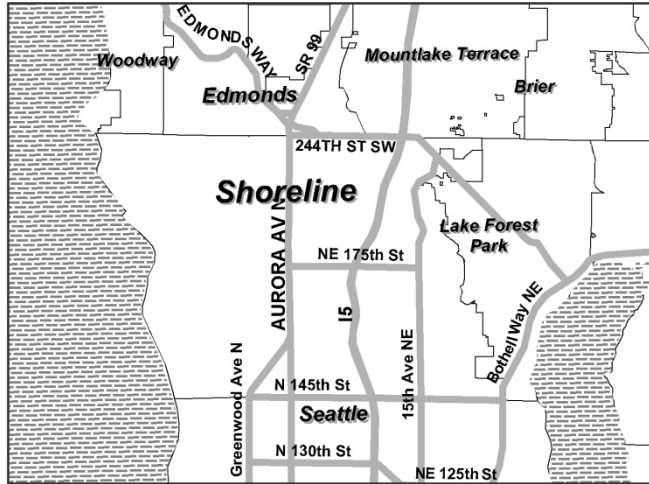 EDMONDS WAY
SR 99
Woodway
Mountlake Terrace
Edmonds
Brier
244TH ST SW
Shoreline
AURORA AV N
Lake Forest
Park
NE 175th St
I5
Bothell Way NE
15th Ave NE
Greenwood Ave N
N 145th St
Seattle
N 130th St
NE 125th St